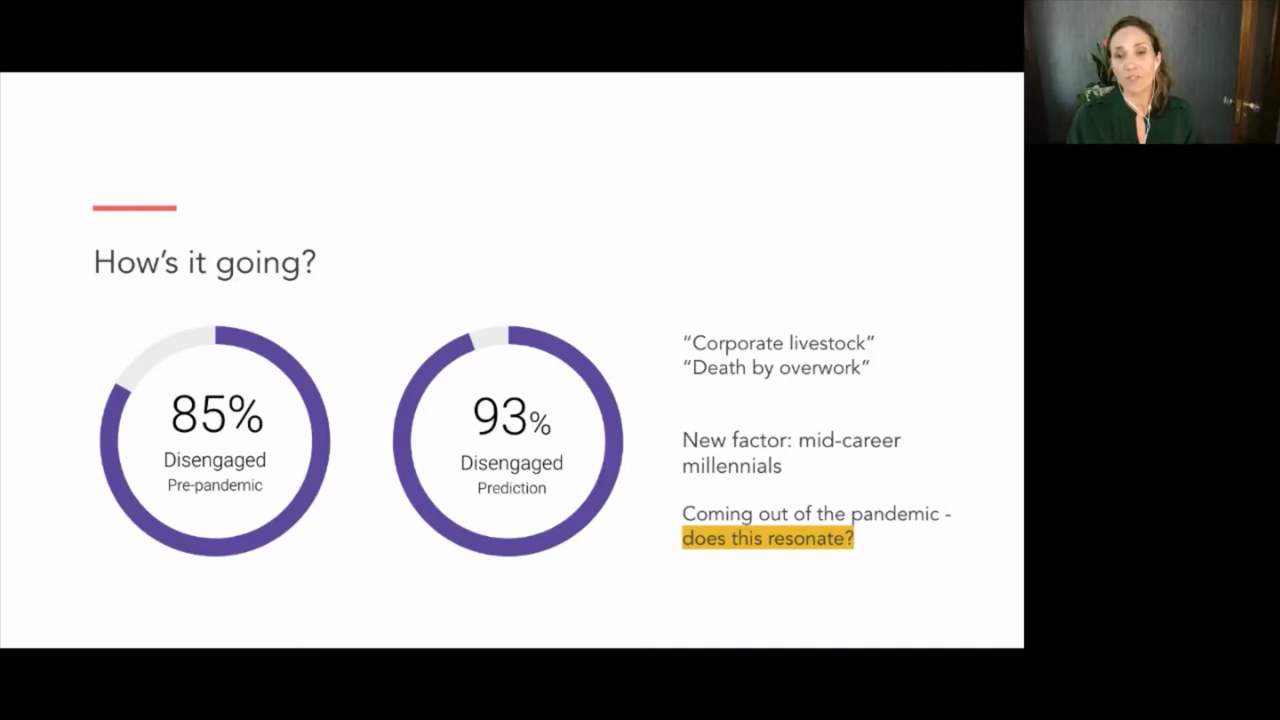 How’s it going?
85%
Disengaged
Pre-pandemic
93%
Disengaged
Prediction
“Corporate livestock”
“Death by overwork”
New factor: mid-career
millennials
Coming out of the pandemic -
does this resonate?